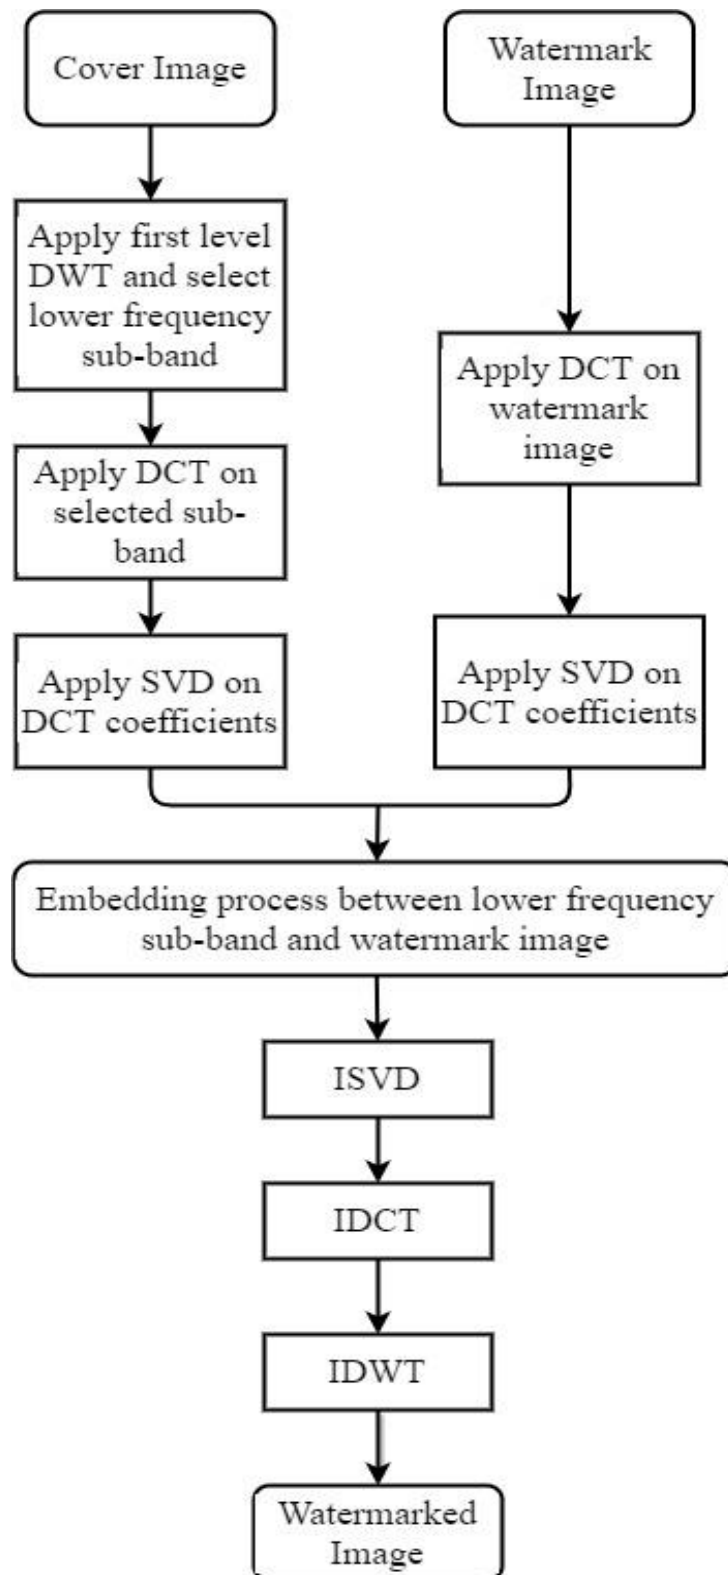 Cover Image
Watermark
Image
Apply first level
DWT and select
lower frequency
sub-band
Apply DCT on
watermark
image
Apply DCT on
selected sub-
band
Apply SVD on
DCT coefficients
Apply SVD on
DCT coefficients
Embedding process between lower frequency
sub-band and watermark image
ISVD
IDCT
IDWT
Watermarked
Image